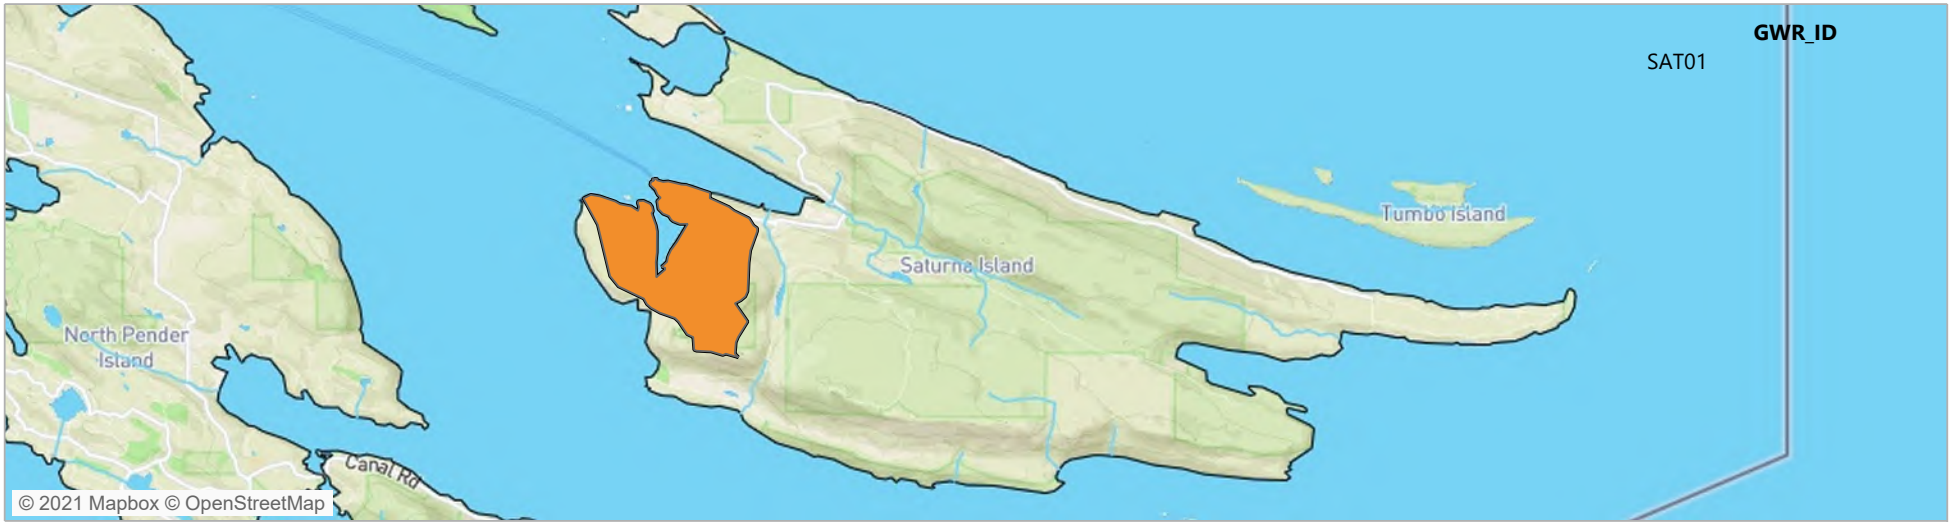 GWR_ID
SAT01
Tumbo Island
Saturna Island
North Pender
Island
Canal Rd
© 2021 Mapbox © OpenStreetMap